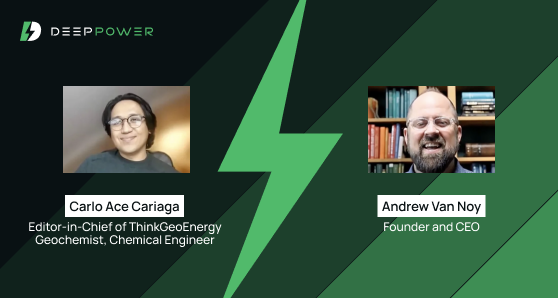 DEEPPOWER
Carlo Ace Cariaga
Editor-in-Chief of ThinkGeoEnergy
Geochemist, Chemical Engineer
Andrew Van Noy
Founder and CEO